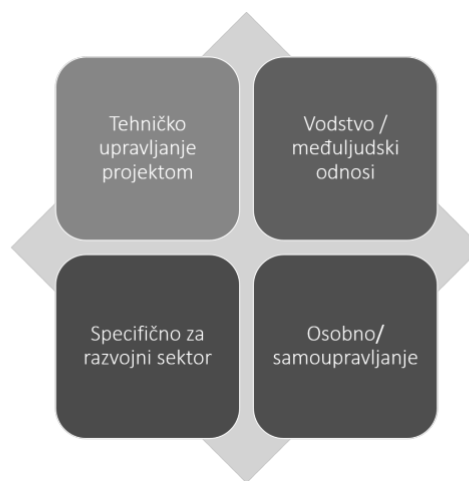 Tehničko
upravljanje
projektom
Vodstvo /
međuljudski
odnosi
Specifično za
razvojni sektor
Osobno/
samoupravljanje